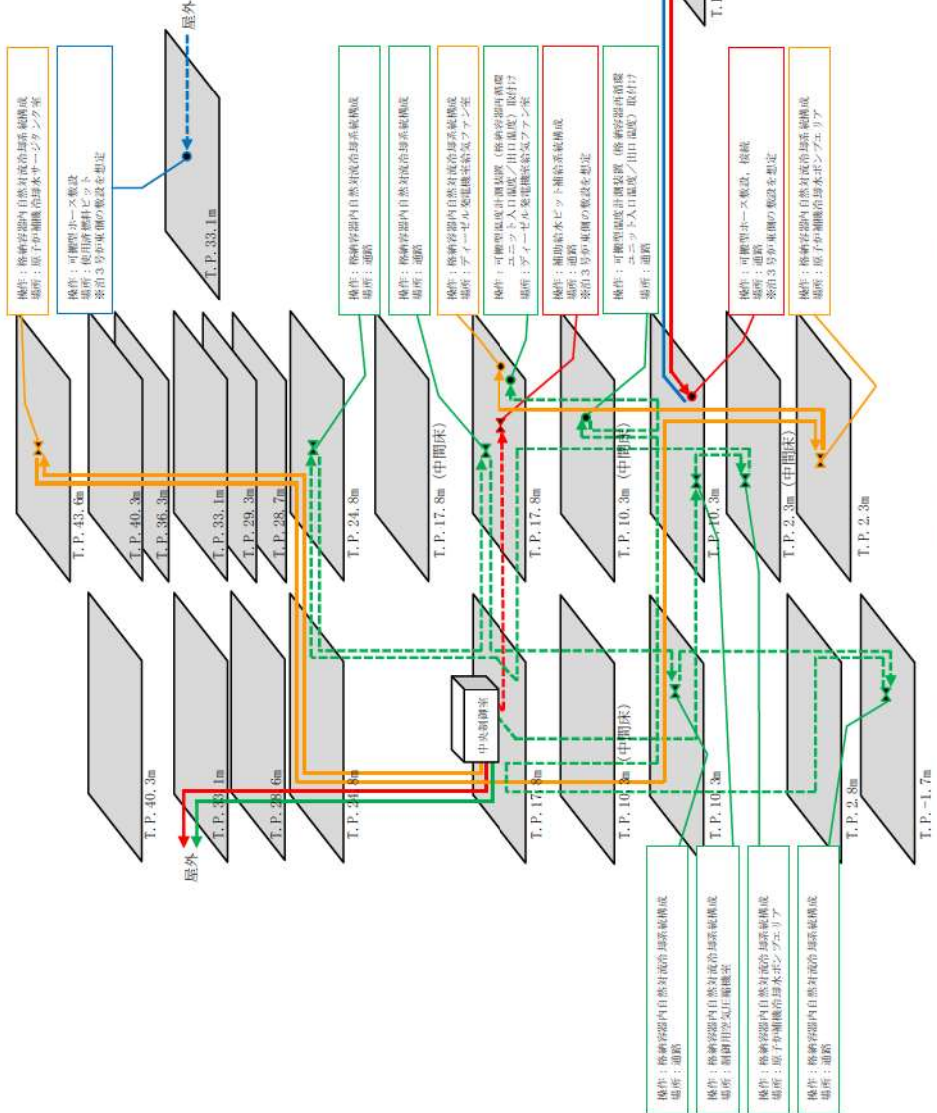 屋外
操作：格納容器内自然対流冷却系統構成
場所：原子炉補機冷却水サージタンク室
操作：可搬型ホース敷設
場所：使用済燃料ピット
※泊３号炉東側の敷設を想定
屋外
T.P. 33.1m
操作：格納容器内自然対流冷却系統構成
場所：通路
操作：格納容器内自然対流冷却系統構成
場所：通路
操作：格納容器内自然対流冷却系統構成
場所：ディーゼル発電機室給気ファン室
操作：可搬型温度計測装置（格納容器再循環
ユニット入口温度／出口温度）取付け
場所：ディーゼル発電機室給気ファン室
操作：補助給水ピット補給系統構成
場所：通路
※泊３号炉東側の敷設を想定
操作：可搬型温度計測装置（格納容器再循環
ユニット入口温度／出口温度）取付け
場所：通路
操作：可搬型ホース敷設、接続
場所：通路
※泊３号炉東側の敷設を想定
操作：格納容器内自然対流冷却系統構成
場所：原子炉補機冷却水ポンプエリア
T.P. 43.6m
T.P. 40.3m
T.P. 36.3m
T.P. 33.1m
T.P. 29.3m
T.P. 28.7m
T.P. 24.8m
T.P. 17.8m（中間床）
T.P. 17.8m
T.P. 10.3m（中間床）
T.P. 10.3m
T.P. 2.3m（中間床）
T.P. 2.3m
T.P. 40.3m
T.P. 33.1m
T.P. 28.6m
T.P. 24.8m
中央制御室
T.P. 17.8m
T.P. 10.3m（中間床）
T.P. 10.3m
T.P. 2.8m
T.P. -1.7m
操作：格納容器内自然対流冷却系統構成
場所：通路
操作：格納容器内自然対流冷却系統構成
場所：制御用空気圧縮機室
操作：格納容器内自然対流冷却系統構成
場所：原子炉補機冷却水ポンプエリア
操作：格納容器内自然対流冷却系統構成
場所：通路